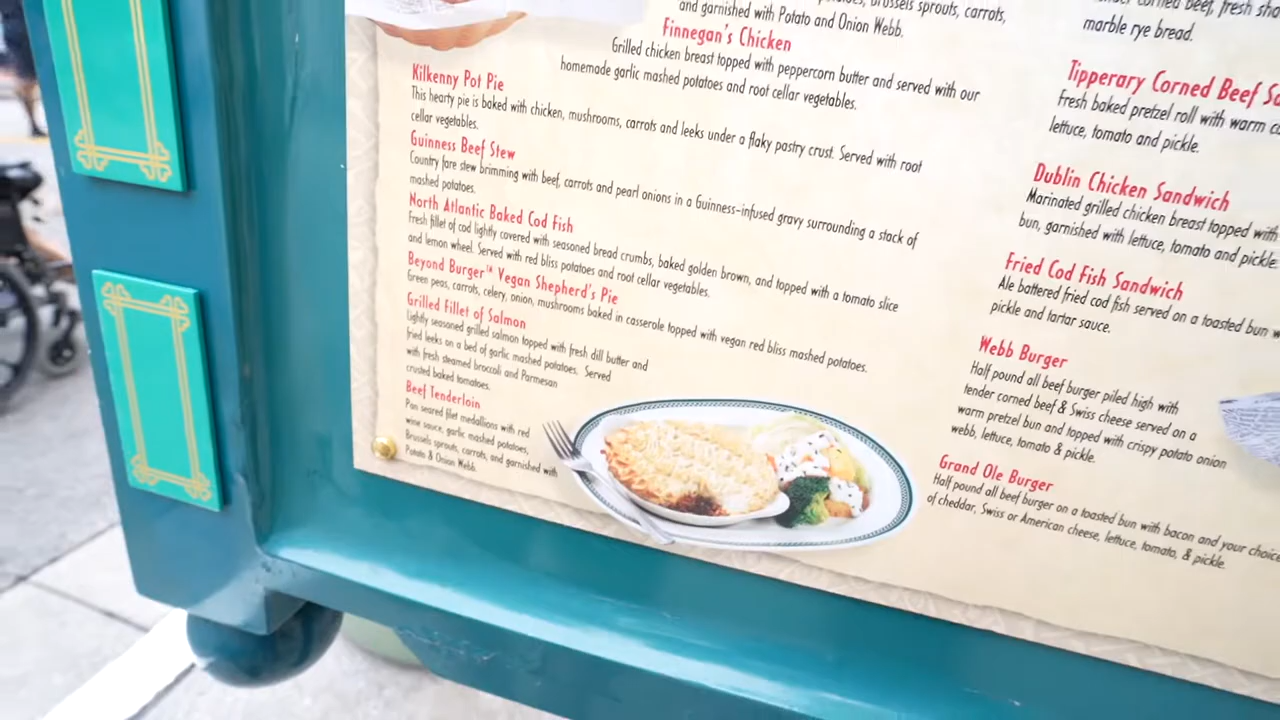 Brussels sprouts, carrots,
and garnished with Potato and Onion Webb.
Finnegan's Chicken
Grilled chicken breast topped with peppercorn butter and served with our
homemade garlic mashed potatoes and root cellar vegetables.
Kilkenny Pot Pie
This hearty pie is baked with chicken, mushrooms, carrots and leeks under a flaky pastry crust. Served with root
cellar vegetables.
Guinness Beef Stew
Country fare stew brimming with beef, carrots and pearl onions in a Guinness-infused gravy surrounding a stack of
mashed potatoes.
North Atlantic Baked Cod Fish
Fresh fillet of cod lightly covered with seasoned bread crumbs, baked golden brown, and topped with a tomato slice
and lemon wheel. Served with red bliss potatoes and root cellar vegetables.
Beyond Burger™ Vegan Shepherd's Pie
Green peas, carrots, celery, onion, mushrooms baked in casserole topped with vegan red bliss mashed potatoes.
Grilled Fillet of Salmon
Lightly seasoned grilled salmon topped with fresh dill butter and
fried leeks on a bed of garlic mashed potatoes. Served
with fresh steamed broccoli and Parmesan
crusted baked tomatoes.
Beef Tenderloin
Pan seared filet medallions with red
wine sauce, garlic mashed potatoes,
Brussels sprouts, carrots, and garnished with
Potato & Onion Webb.
corned beef, fresh
marble rye bread.
Tipperary Corned Beef
Fresh baked pretzel roll with warm
lettuce, tomato and pickle.
Dublin Chicken Sandwich
Marinated grilled chicken breast topped with
bun, garnished with lettuce, tomato and pickle
Fried Cod Fish Sandwich
Ale battered fried cod fish served on a toasted bun
pickle and tartar sauce.
Webb Burger
Half pound all beef burger piled high with
tender corned beef & Swiss cheese served on a
warm pretzel bun and topped with crispy potato onion
webb, lettuce, tomato & pickle.
Grand Ole Burger
Half pound all beef burger on a toasted bun with bacon and your choice
of cheddar, Swiss or American cheese, lettuce, tomato, & pickle.